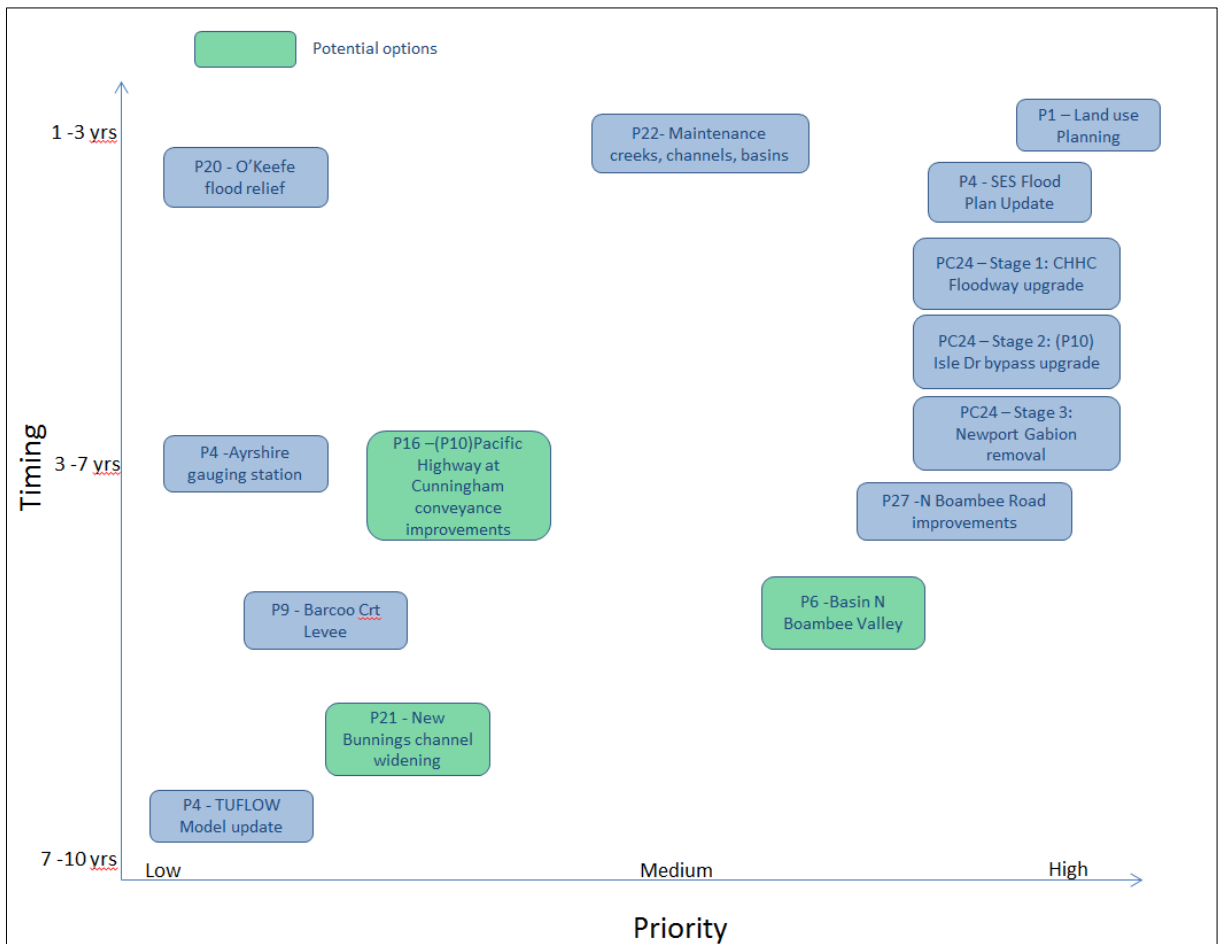 Potential options
1 -3 yrs
P1 – Land use
Planning
P22- Maintenance
creeks, channels, basins
P20 - O’Keefe
flood relief
P4 - SES Flood
Plan Update
PC24 – Stage 1: CHHC
Floodway upgrade
PC24 – Stage 2: (P10)
Isle Dr bypass upgrade
PC24 – Stage 3:
Newport Gabion
removal
Timing
3 -7 yrs
P4 -Ayrshire
gauging station
P16 –(P10)Pacific
Highway at
Cunningham
conveyance
improvements
P27 -N Boambee Road
improvements
P9 - Barcoo Crt
Levee
P6 -Basin N
Boambee Valley
P21 - New
Bunnings channel
widening
P4 - TUFLOW
Model update
7 -10 yrs
Low
Medium
High
Priority